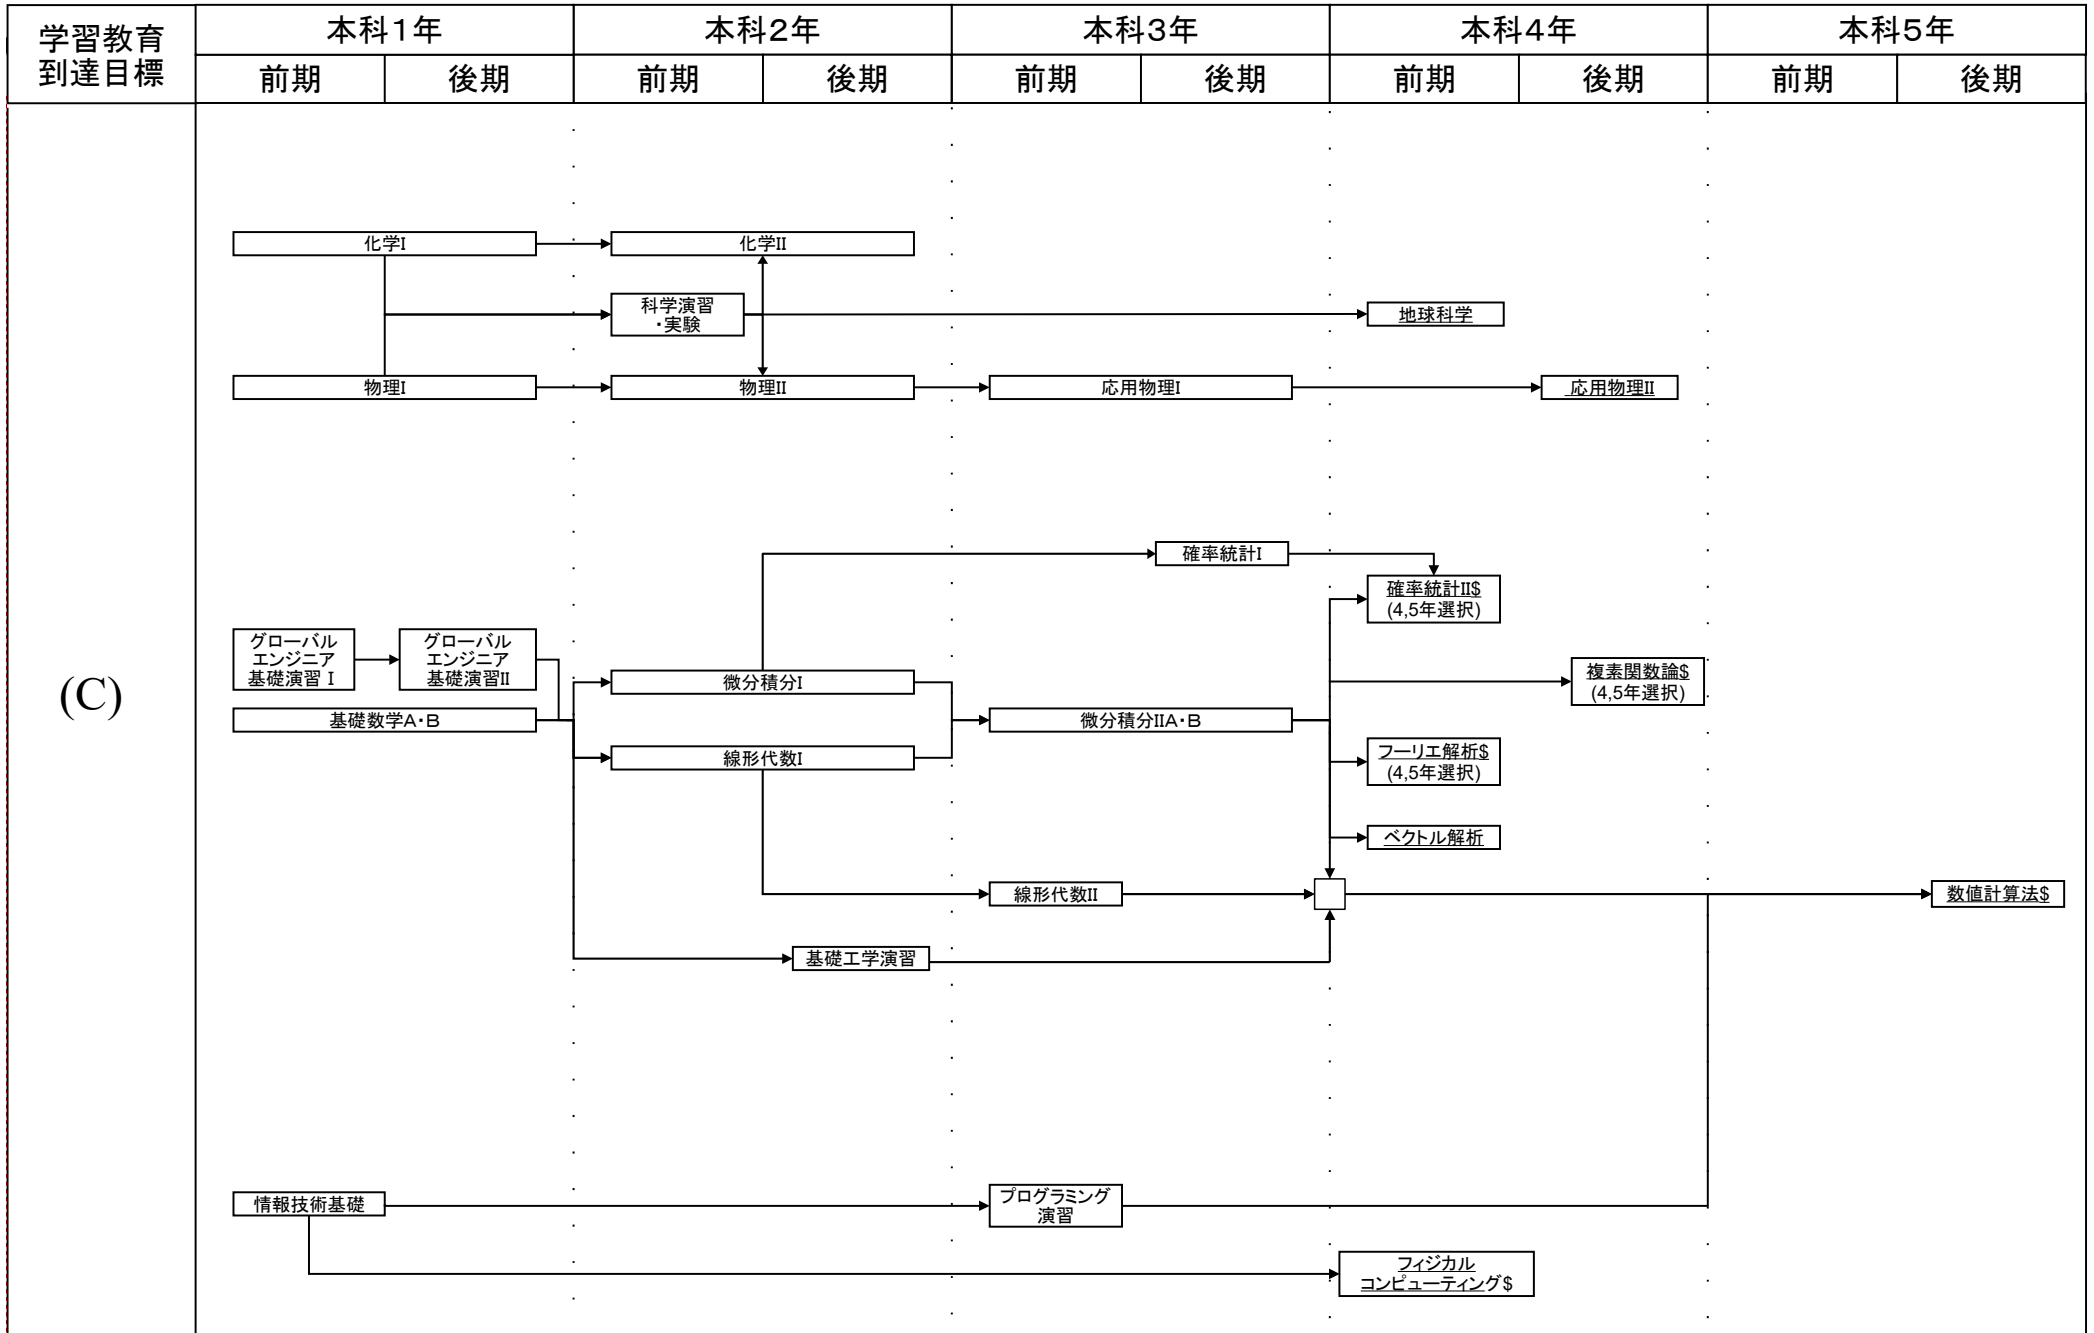 学習教育
到達目標
本科1年
本科2年
本科3年
本科4年
本科5年
前期
後期
前期
後期
前期
後期
前期
後期
前期
後期
(C)
化学I
化学II
科学演習
・実験
地球科学
物理I
物理II
応用物理I
応用物理II
確率統計I
確率統計II$
(4,5年選択)
グローバル
エンジニア
基礎演習 I
グローバル
エンジニア
基礎演習II
微分積分I
複素関数論$
(4,5年選択)
基礎数学A・B
微分積分IIA・B
線形代数I
フーリエ解析$
(4,5年選択)
ベクトル解析
線形代数II
数値計算法$
基礎工学演習
情報技術基礎
プログラミング
演習
フィジカル
コンピューティング$